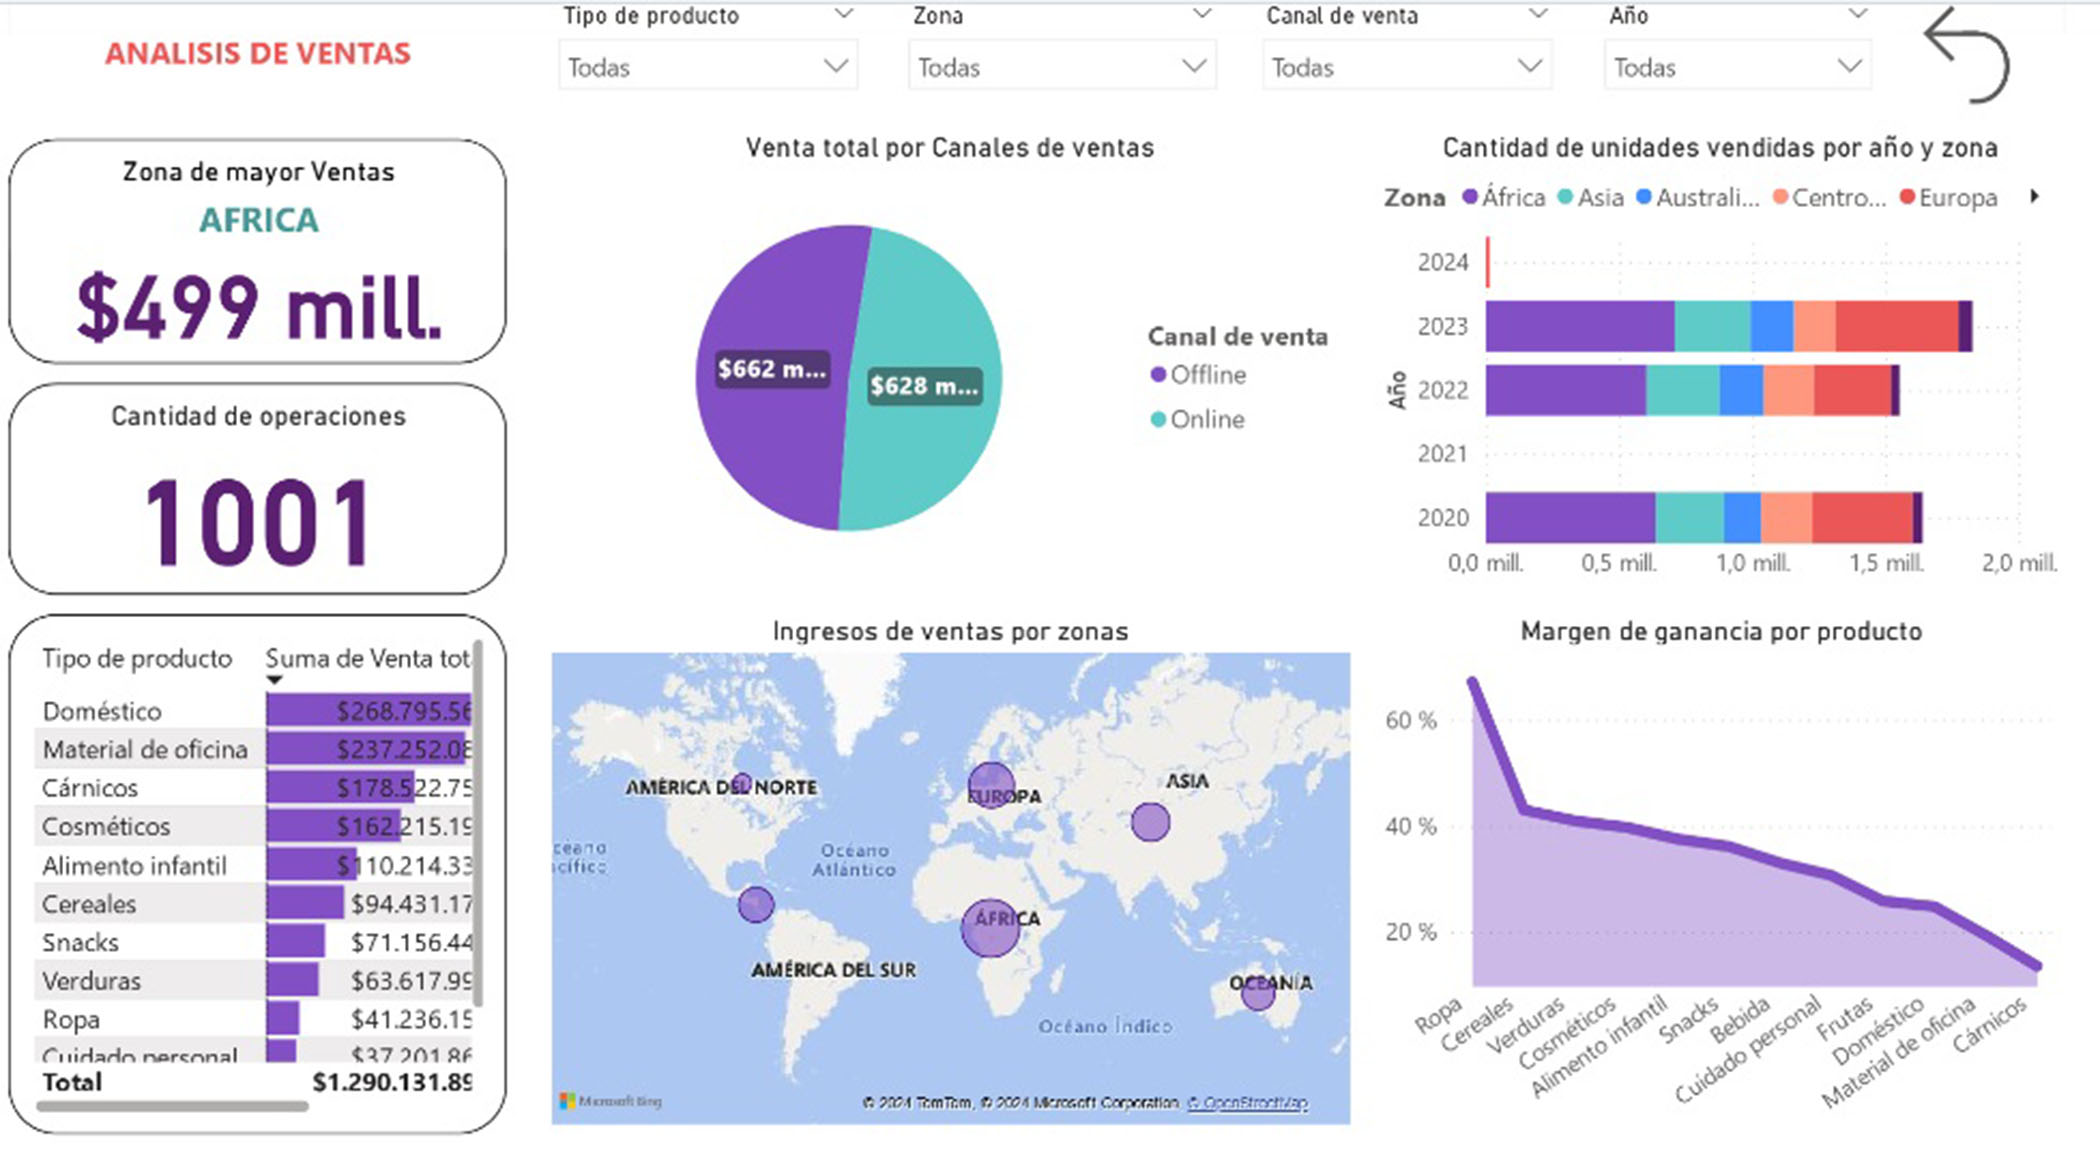 ANALISIS DE VENTAS
Tipo de producto
Todas
Zona
Todas
Canal de venta
Todas
Año
Todas
Zona de mayor Ventas
AFRICA
$499 mill.
Cantidad de operaciones
1001
Tipo de producto Suma de Venta tot
Doméstico $268.795.56
Material de oficina $237.252.08
Cárnicos $178.522.75
Cosméticos $162.215.19
Alimento infantil $110.214.33
Cereales $94.431.17
Snacks $71.156.44
Verduras $63.617.99
Ropa $41.236.15
Cuidado personal $37.201.86
Total $1.290.131.89
Venta total por Canales de ventas
$662 m...
$628 m...
Canal de venta
Offline
Online
Cantidad de unidades vendidas por año y zona
Zona África Asia Australi... Centro... Europa
2024
2023
2022
2021
2020
Año
0,0 mill. 0,5 mill. 1,0 mill. 1,5 mill. 2,0 mill.
Ingresos de ventas por zonas
AMÉRICA DEL NORTE
EUROPA
ASIA
céano
cífico
Océano
Atlántico
ÁFRICA
AMÉRICA DEL SUR
OCEANÍA
Océano Índico
Microsoft Bing
© 2024 TomTom, © 2024 Microsoft Corporation, © OpenStreetMap
Margen de ganancia por producto
60 %
40 %
20 %
Ropa
Cereales
Verduras
Cosméticos
Alimento infantil
Snacks
Bebida
Cuidado personal
Frutas
Doméstico
Material de oficina
Cárnicos